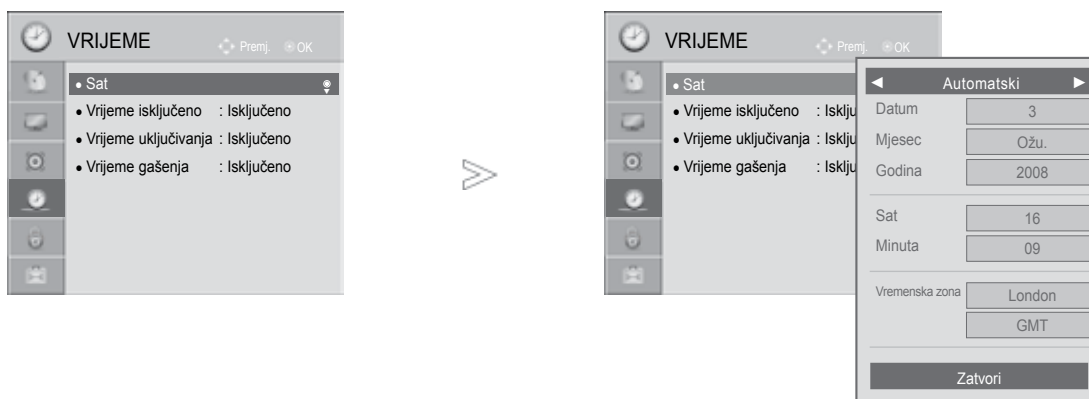 VRIJEME Premj. OK
• Sat
• Vrijeme isključeno : Isključeno
• Vrijeme uključivanja : Isključeno
• Vrijeme gašenja : Isključeno
VRIJEME Premj. OK
• Sat
• Vrijeme isključeno : Isklju
• Vrijeme uključivanja : Isklju
• Vrijeme gašenja : Isklju
◄ Automatski ►
Datum 3
Mjesec Ožu.
Godina 2008
Sat 16
Minuta 09
Vremenska zona London
GMT
Zatvori